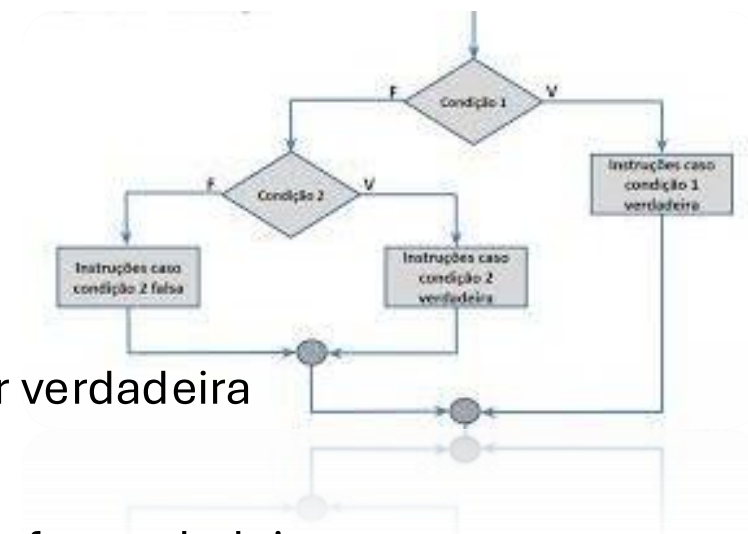 F
Condição 1
V
F
Condição 2
V
Instruções caso
condição 1
verdadeira
Instruções caso
condição 2 falsa
Instruções caso
condição 2
verdadeira
r verdadeira